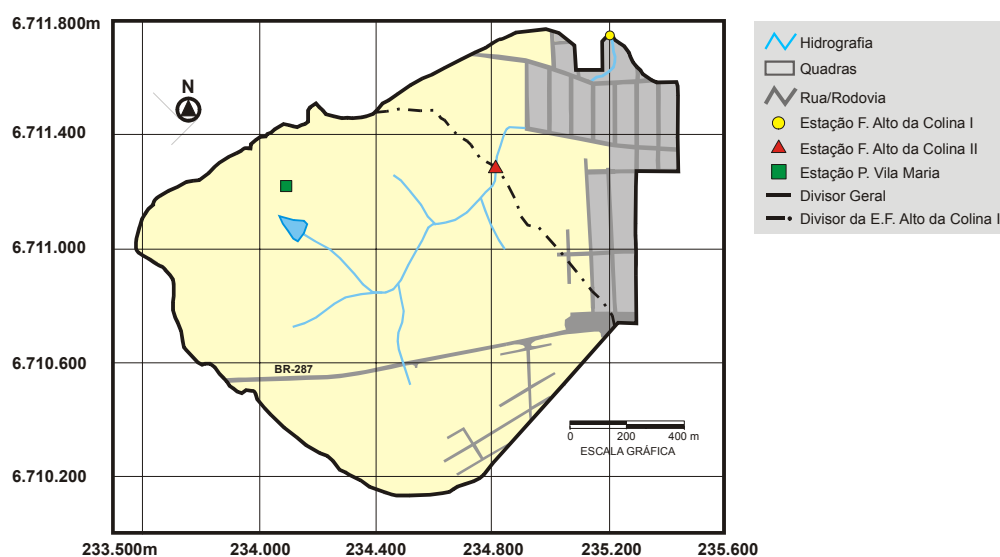 6.711.800m
6.711.400
6.711.000
6.710.600
6.710.200
N
BR-287
0 200 400 m
ESCALA GRÁFICA
233.500m 234.000 234.400 234.800 235.200 235.600
Hidrografia
Quadras
Rua/Rodovia
Estação F. Alto da Colina I
Estação F. Alto da Colina II
Estação P. Vila Maria
Divisor Geral
Divisor da E.F. Alto da Colina I